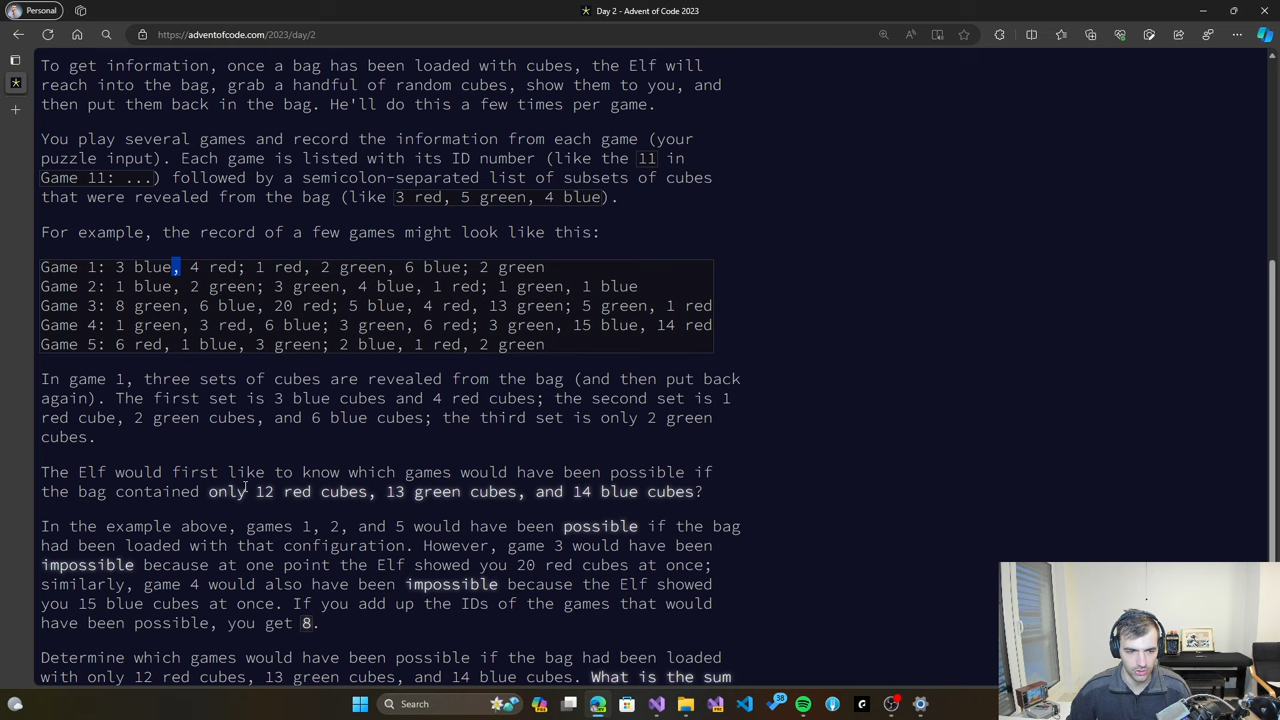 Personal
Day 2 - Advent of Code 2023
https://adventofcode.com/2023/day/2
To get information, once a bag has been loaded with cubes, the Elf will
reach into the bag, grab a handful of random cubes, show them to you, and
then put them back in the bag. He'll do this a few times per game.
You play several games and record the information from each game (your
puzzle input). Each game is listed with its ID number (like the 11 in
Game 11: ...) followed by a semicolon-separated list of subsets of cubes
that were revealed from the bag (like 3 red, 5 green, 4 blue).
For example, the record of a few games might look like this:
Game 1: 3 blue, 4 red; 1 red, 2 green, 6 blue; 2 green
Game 2: 1 blue, 2 green; 3 green, 4 blue, 1 red; 1 green, 1 blue
Game 3: 8 green, 6 blue, 20 red; 5 blue, 4 red, 13 green; 5 green, 1 red
Game 4: 1 green, 3 red, 6 blue; 3 green, 6 red; 3 green, 15 blue, 14 red
Game 5: 6 red, 1 blue, 3 green; 2 blue, 1 red, 2 green
In game 1, three sets of cubes are revealed from the bag (and then put back
again). The first set is 3 blue cubes and 4 red cubes; the second set is 1
red cube, 2 green cubes, and 6 blue cubes; the third set is only 2 green
cubes.
The Elf would first like to know which games would have been possible if
the bag contained only 12 red cubes, 13 green cubes, and 14 blue cubes?
In the example above, games 1, 2, and 5 would have been possible if the bag
had been loaded with that configuration. However, game 3 would have been
impossible because at one point the Elf showed you 20 red cubes at once;
similarly, game 4 would also have been impossible because the Elf showed
you 15 blue cubes at once. If you add up the IDs of the games that would
have been possible, you get 8.
Determine which games would have been possible if the bag had been loaded
with only 12 red cubes, 13 green cubes, and 14 blue cubes. What is the sum
Search
38